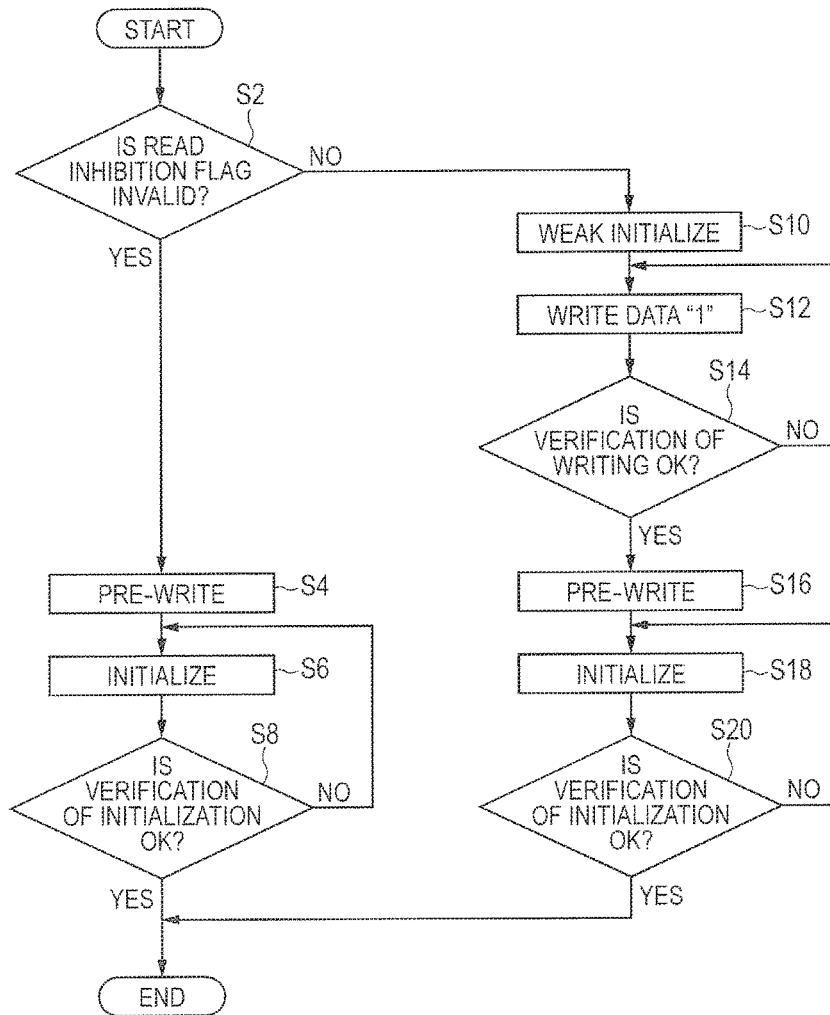 START
S2
IS READ
INHIBITION FLAG
INVALID?
NO
YES
WEAK INITIALIZE
S10
WRITE DATA “1”
S12
S14
IS
VERIFICATION OF
WRITING OK?
NO
YES
PRE-WRITE
S4
PRE-WRITE
S16
INITIALIZE
S6
INITIALIZE
S18
S8
IS
VERIFICATION
OF INITIALIZATION
OK?
NO
YES
S20
IS
VERIFICATION
OF INITIALIZATION
OK?
NO
YES
END